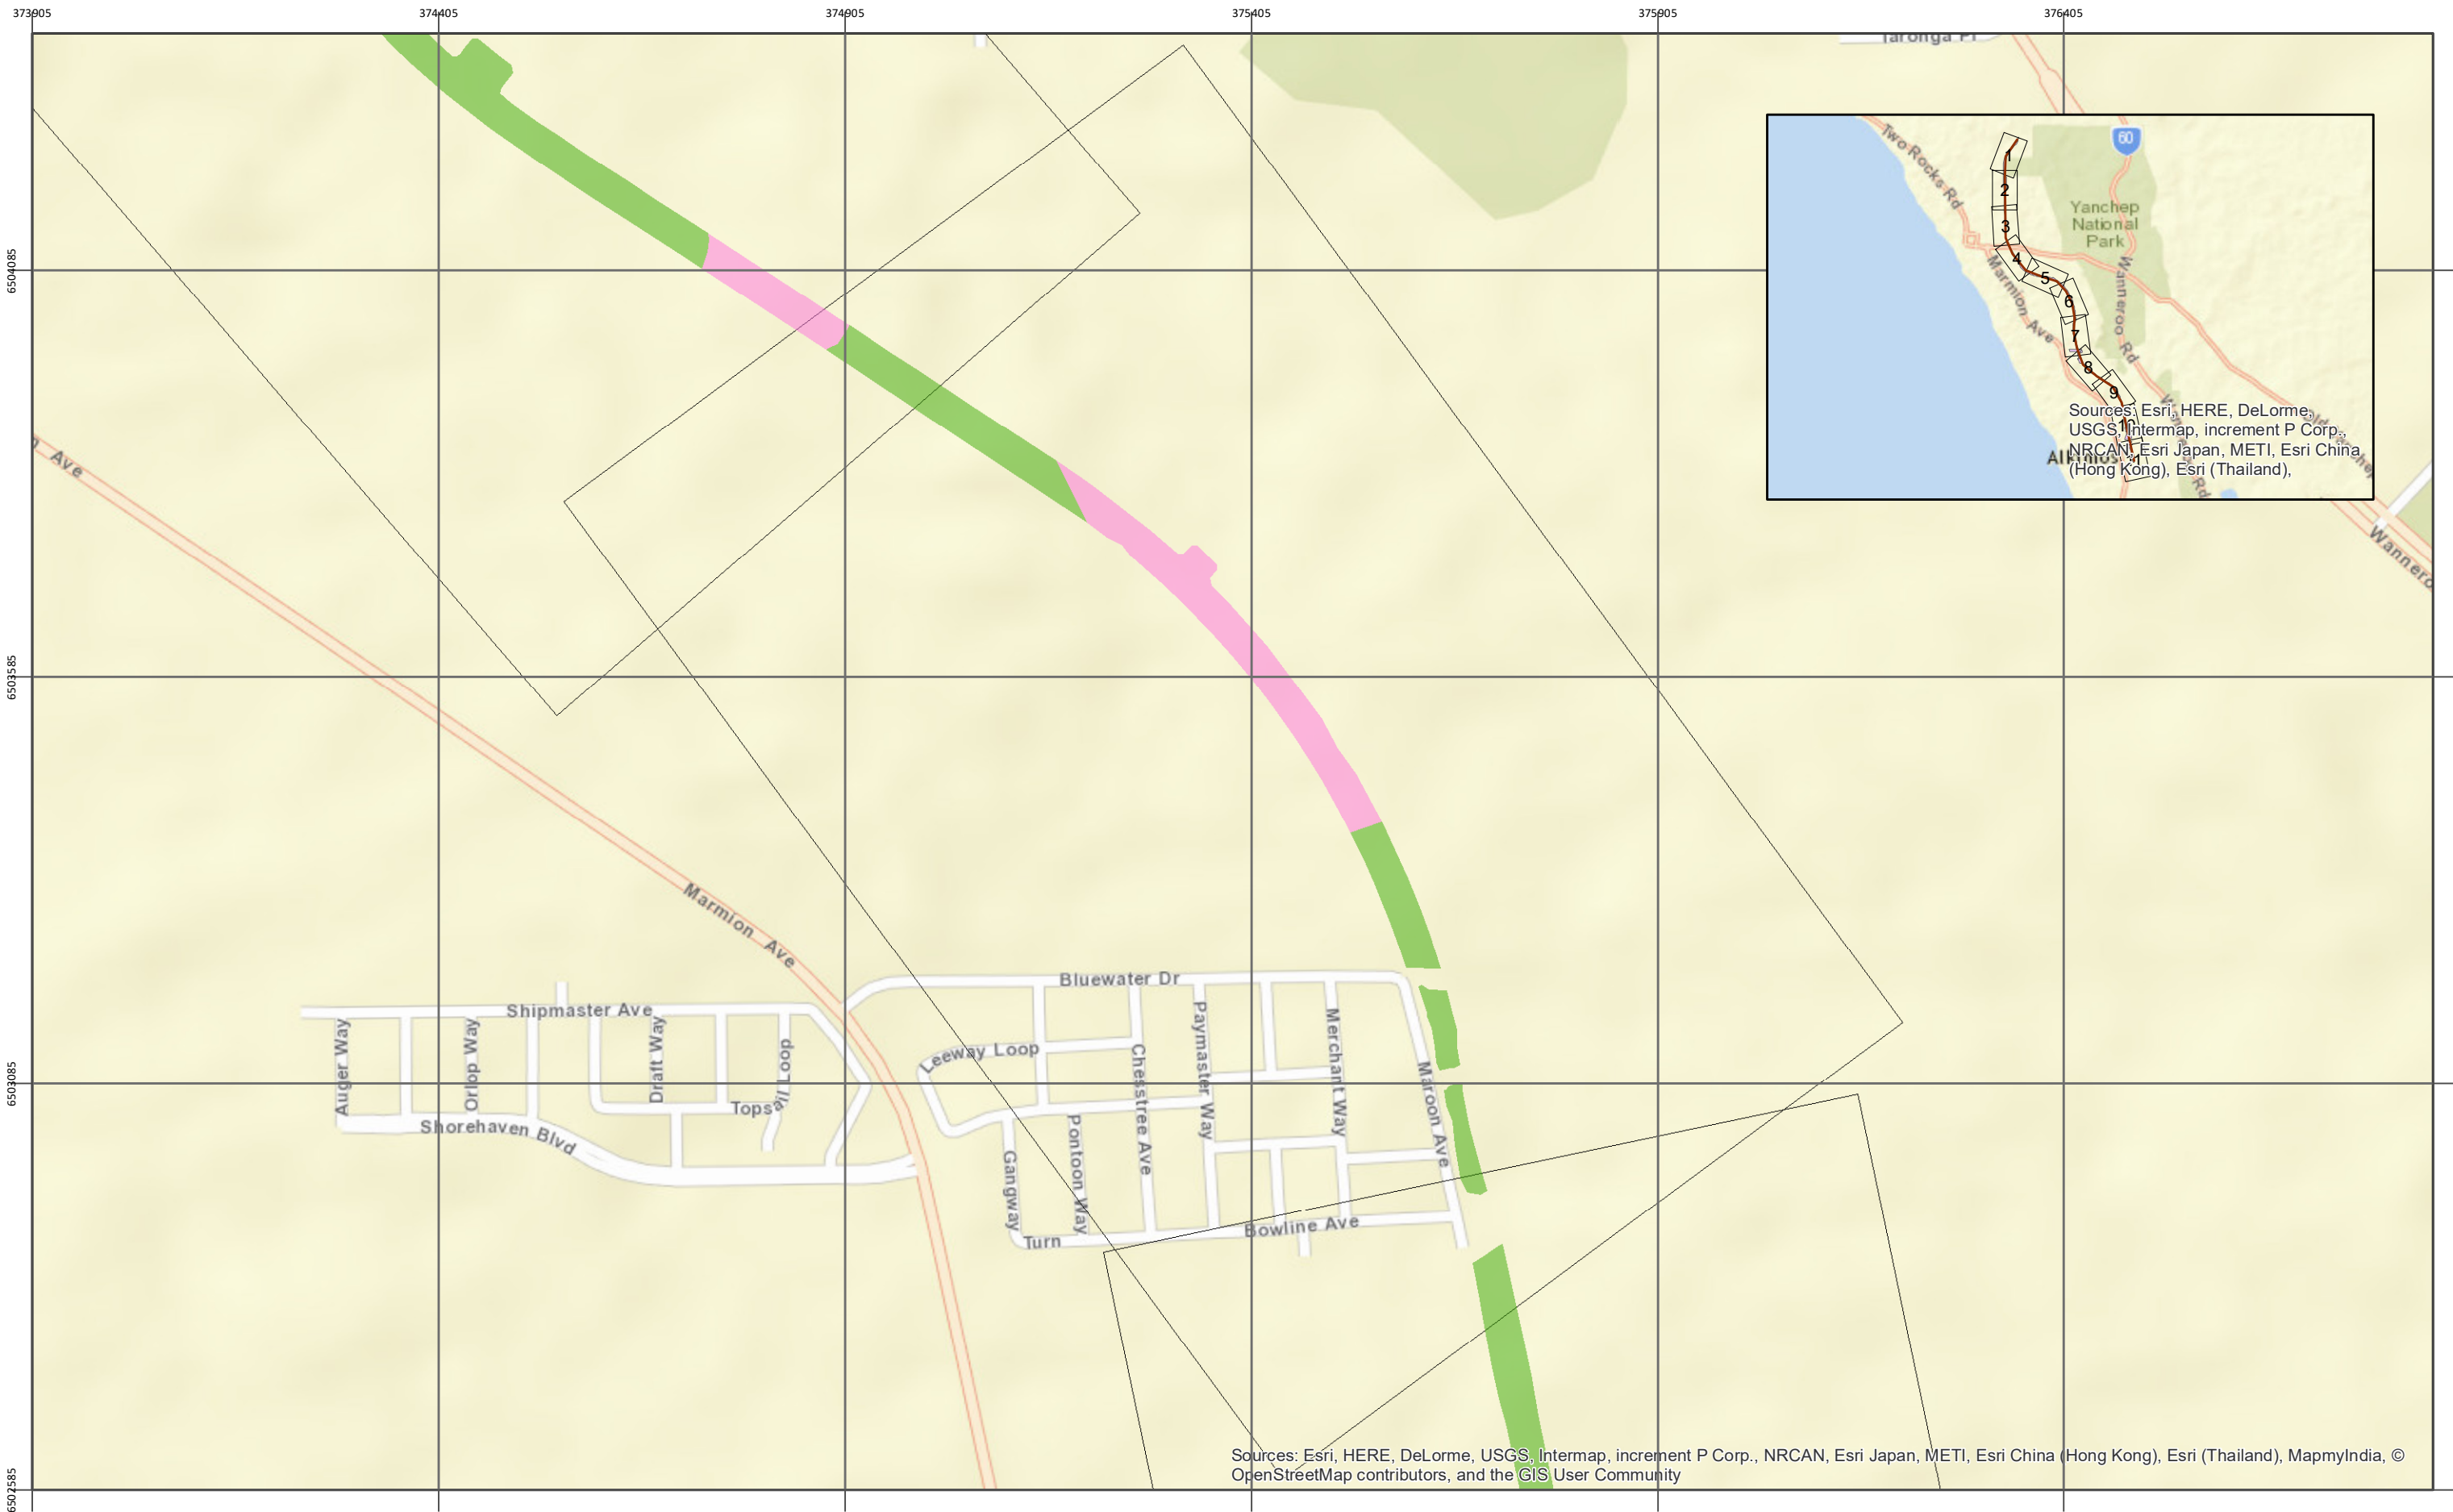 373905
374405
374905
375405
375905
376405
6504085
6503585
6503085
6502585
Taronga Pl
Ave
Marmion Ave
Shipmaster Ave
Auger Way
Orlop Way
Draft Way
Topsail Loop
Shorehaven Blvd
Bluewater Dr
Leeway Loop
Chesstree Ave
Paymaster Way
Merchant Way
Maroon Ave
Gangway
Pontoon Way
Turn
Bowline Ave
Two Rocks Rd
60
Yanchep
National
Park
Marmion Ave
Wanneroo Rd
1
2
3
4
5
6
7
8
9
Sources: Esri, HERE, DeLorme,
USGS, Intermap, increment P Corp.,
NRCAN, Esri Japan, METI, Esri China
(Hong Kong), Esri (Thailand),
Sources: Esri, HERE, DeLorme, USGS, Intermap, increment P Corp., NRCAN, Esri Japan, METI, Esri China (Hong Kong), Esri (Thailand), MapmyIndia, ©
OpenStreetMap contributors, and the GIS User Community